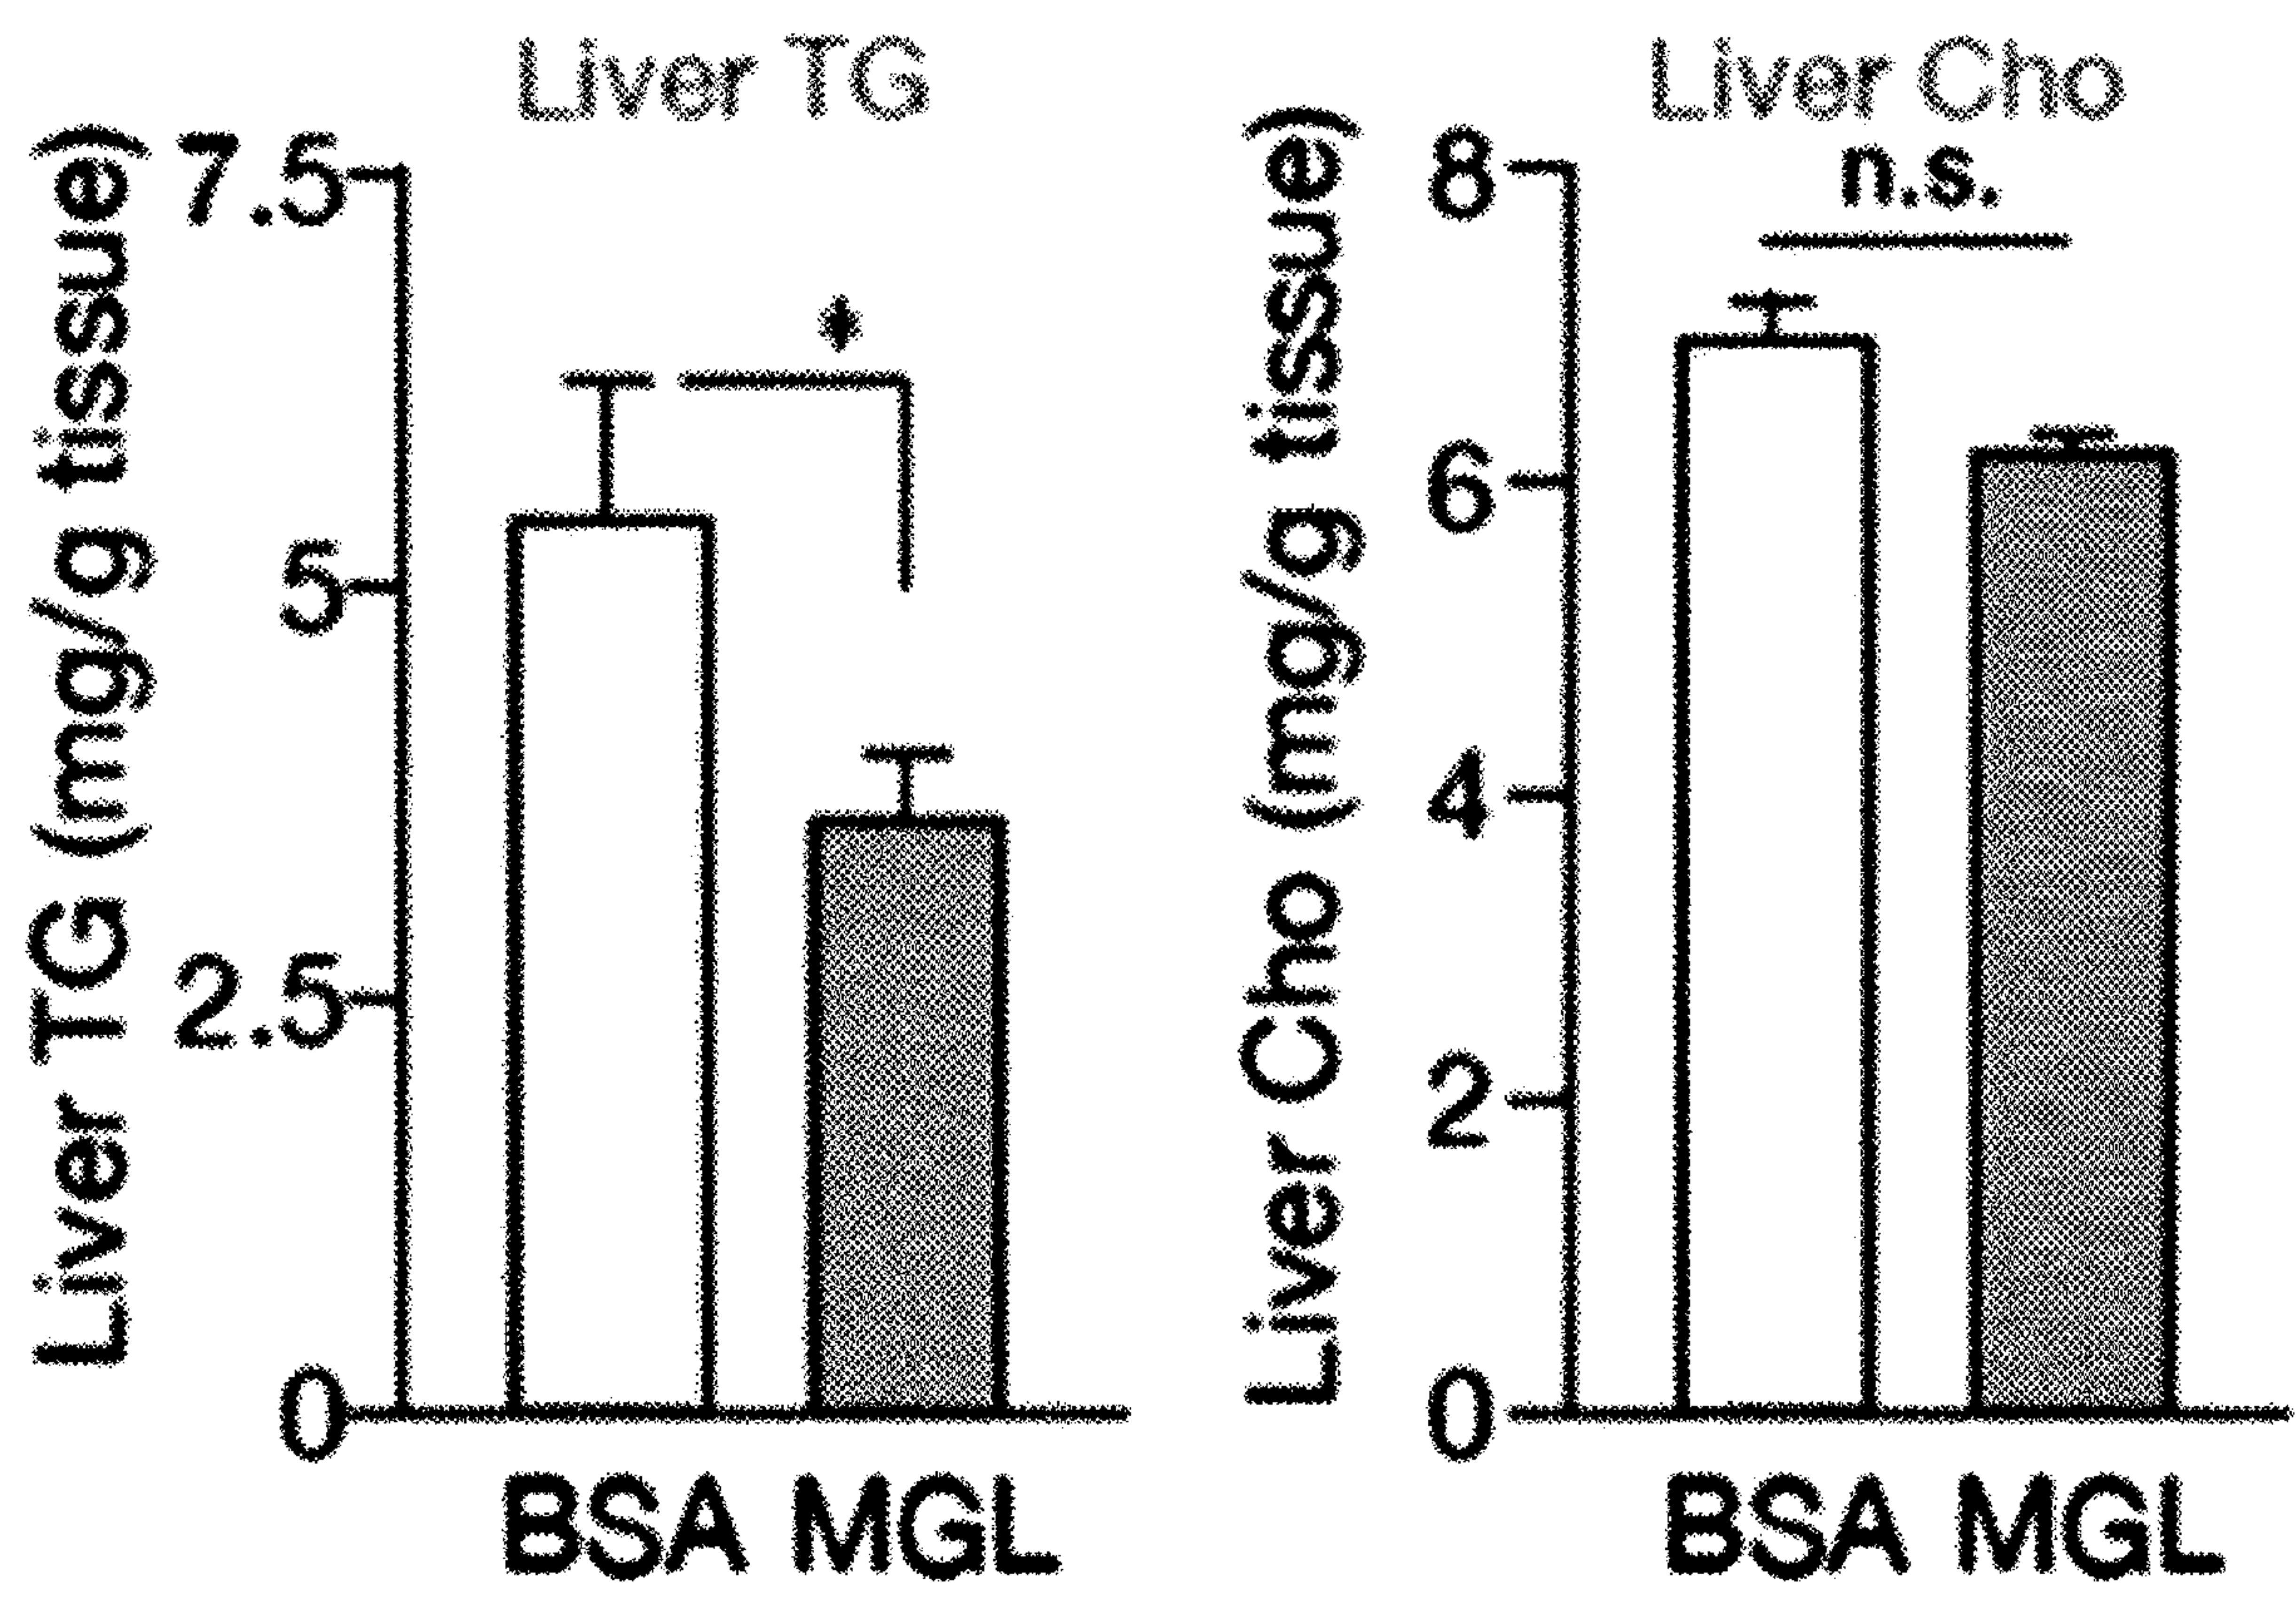 Liver TG
Liver TG (mg/g tissue)
7.5
5
2.5
0
*
BSA MGL
Liver Cho
n.s.
Liver Cho (mg/g tissue)
8
6
4
2
0
BSA MGL